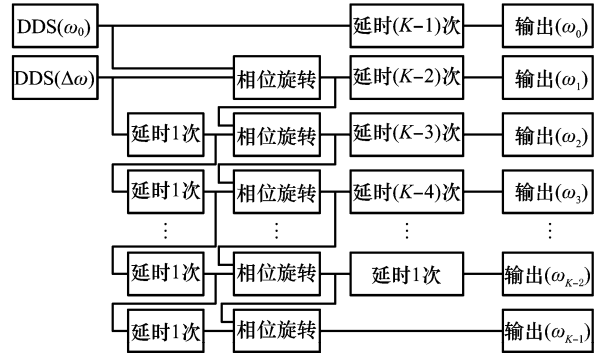 DDS(ω₀) 延时(K−1)次 输出(ω₀)
DDS(Δω) 相位旋转 延时(K−2)次 输出(ω₁)
延时1次 相位旋转 延时(K−3)次 输出(ω₂)
延时1次 相位旋转 延时(K−4)次 输出(ω₃)
⋮ ⋮ ⋮ ⋮
延时1次 相位旋转 延时1次 输出(ω_{K−2})
延时1次 相位旋转 输出(ω_{K−1})